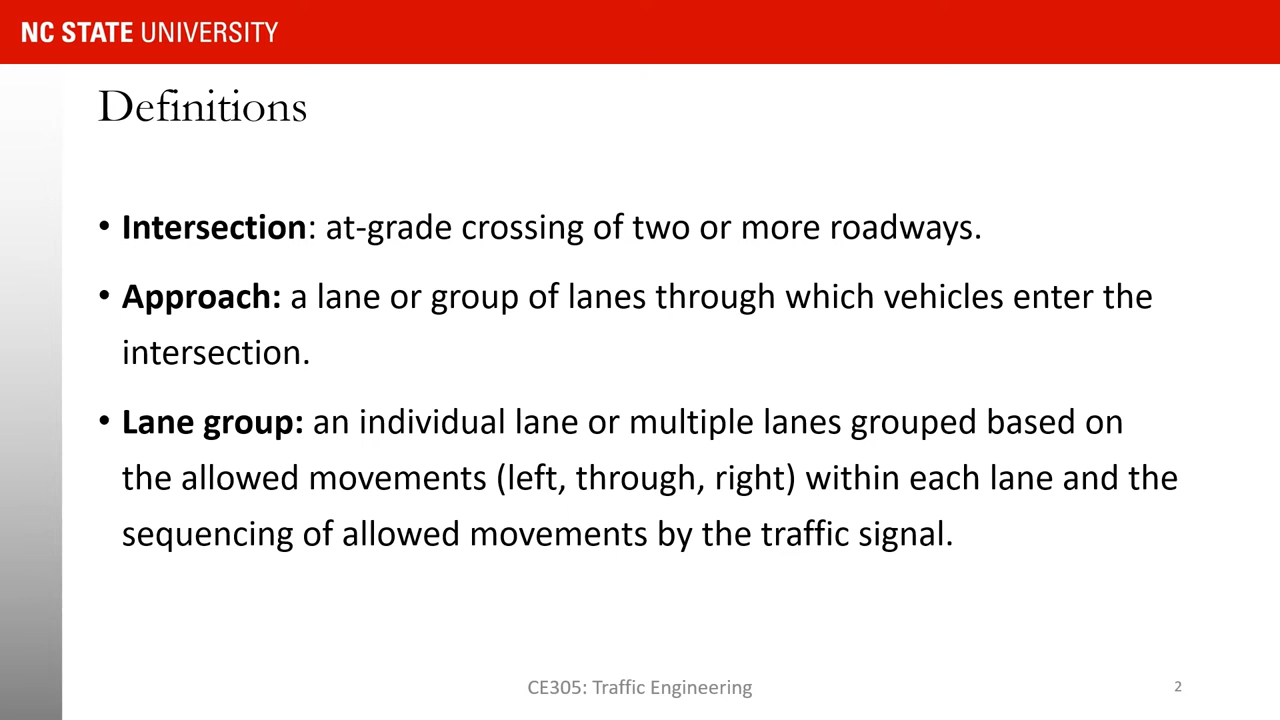 NC STATE UNIVERSITY
Definitions
• Intersection: at-grade crossing of two or more roadways.
• Approach: a lane or group of lanes through which vehicles enter the
intersection.
• Lane group: an individual lane or multiple lanes grouped based on
the allowed movements (left, through, right) within each lane and the
sequencing of allowed movements by the traffic signal.
CE305: Traffic Engineering
2